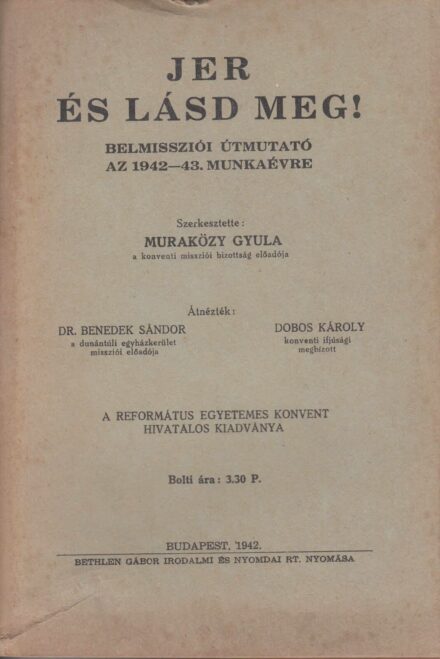 JER
ÉS LÁSD MEG!
BELMISSZIÓI ÚTMUTATÓ
AZ 1942—43. MUNKAÉVRE
Szerkesztette:
MURAKÖZY GYULA
a konventi missziói bizottság előadója
Átnézték:
DR. BENEDEK SÁNDOR
a dunántúli egyházkerület
missziói előadója
DOBOS KÁROLY
konventi ifjúsági
megbízott
A REFORMÁTUS EGYETEMES KONVENT
HIVATALOS KIADVÁNYA
Bolti ára: 3.30 P.
BUDAPEST, 1942.
BETHLEN GÁBOR IRODALMI ÉS NYOMDAI RT. NYOMÁSA